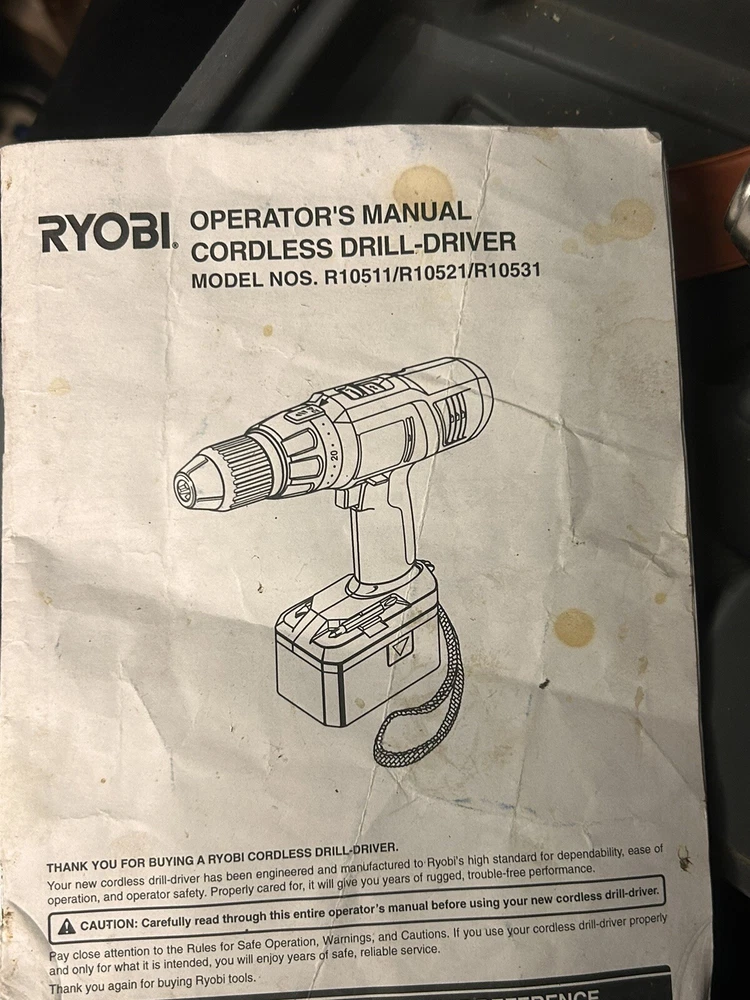 RYOBI® OPERATOR'S MANUAL
CORDLESS DRILL-DRIVER
MODEL NOS. R10511/R10521/R10531
20
THANK YOU FOR BUYING A RYOBI CORDLESS DRILL-DRIVER.
Your new cordless drill-driver has been engineered and manufactured to Ryobi's high standard for dependability, ease of
operation, and operator safety. Properly cared for, it will give you years of rugged, trouble-free performance.
CAUTION: Carefully read through this entire operator's manual before using your new cordless drill-driver.
Pay close attention to the Rules for Safe Operation, Warnings, and Cautions. If you use your cordless drill-driver properly
and only for what it is intended, you will enjoy years of safe, reliable service.
Thank you again for buying Ryobi tools.